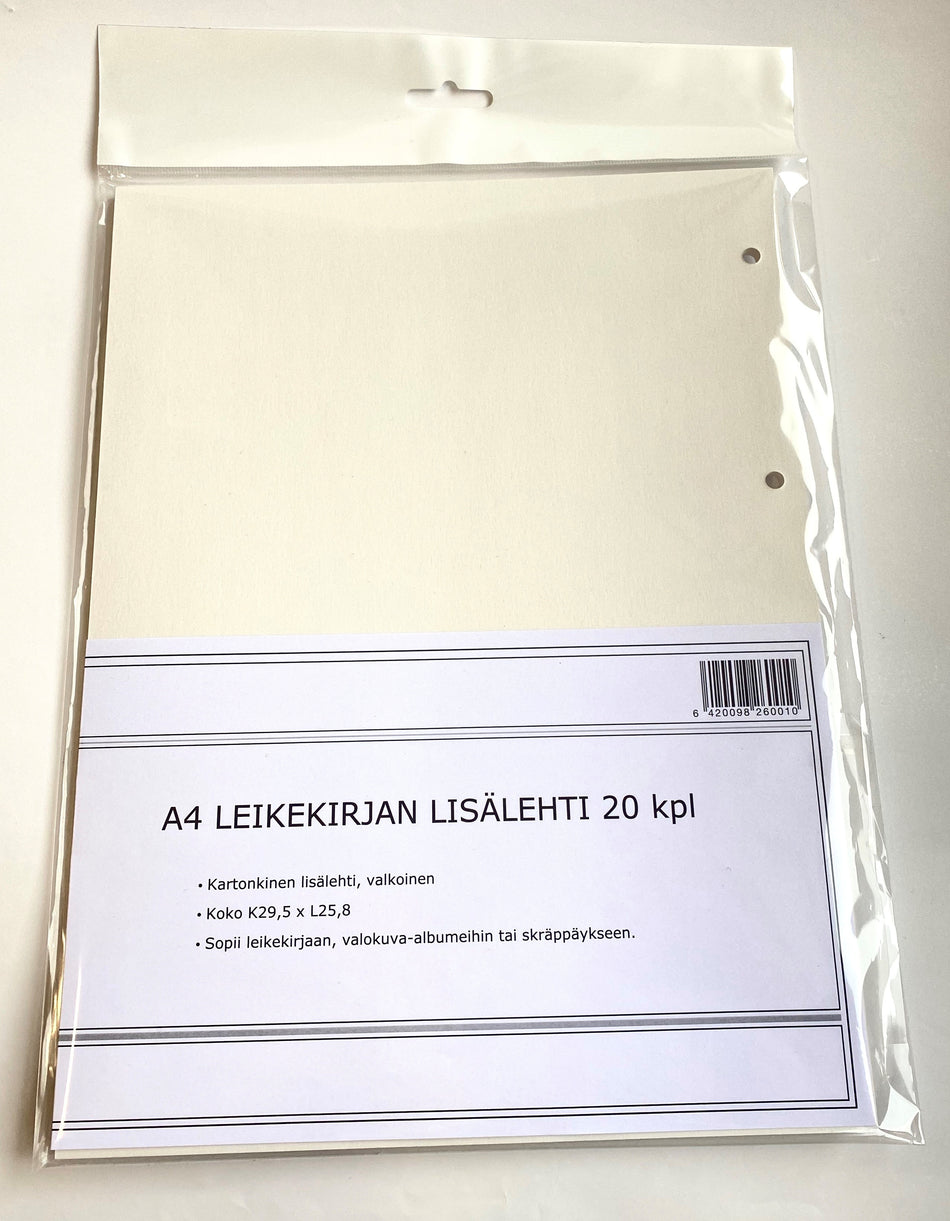 6 420098 260010
A4 LEIKEKIRJAN LISÄLEHTI 20 kpl
• Kartonkinen lisälehti, valkoinen
• Koko K29,5 x L25,8
• Sopii leikekirjaan, valokuva-albumeihin tai skräppäykseen.